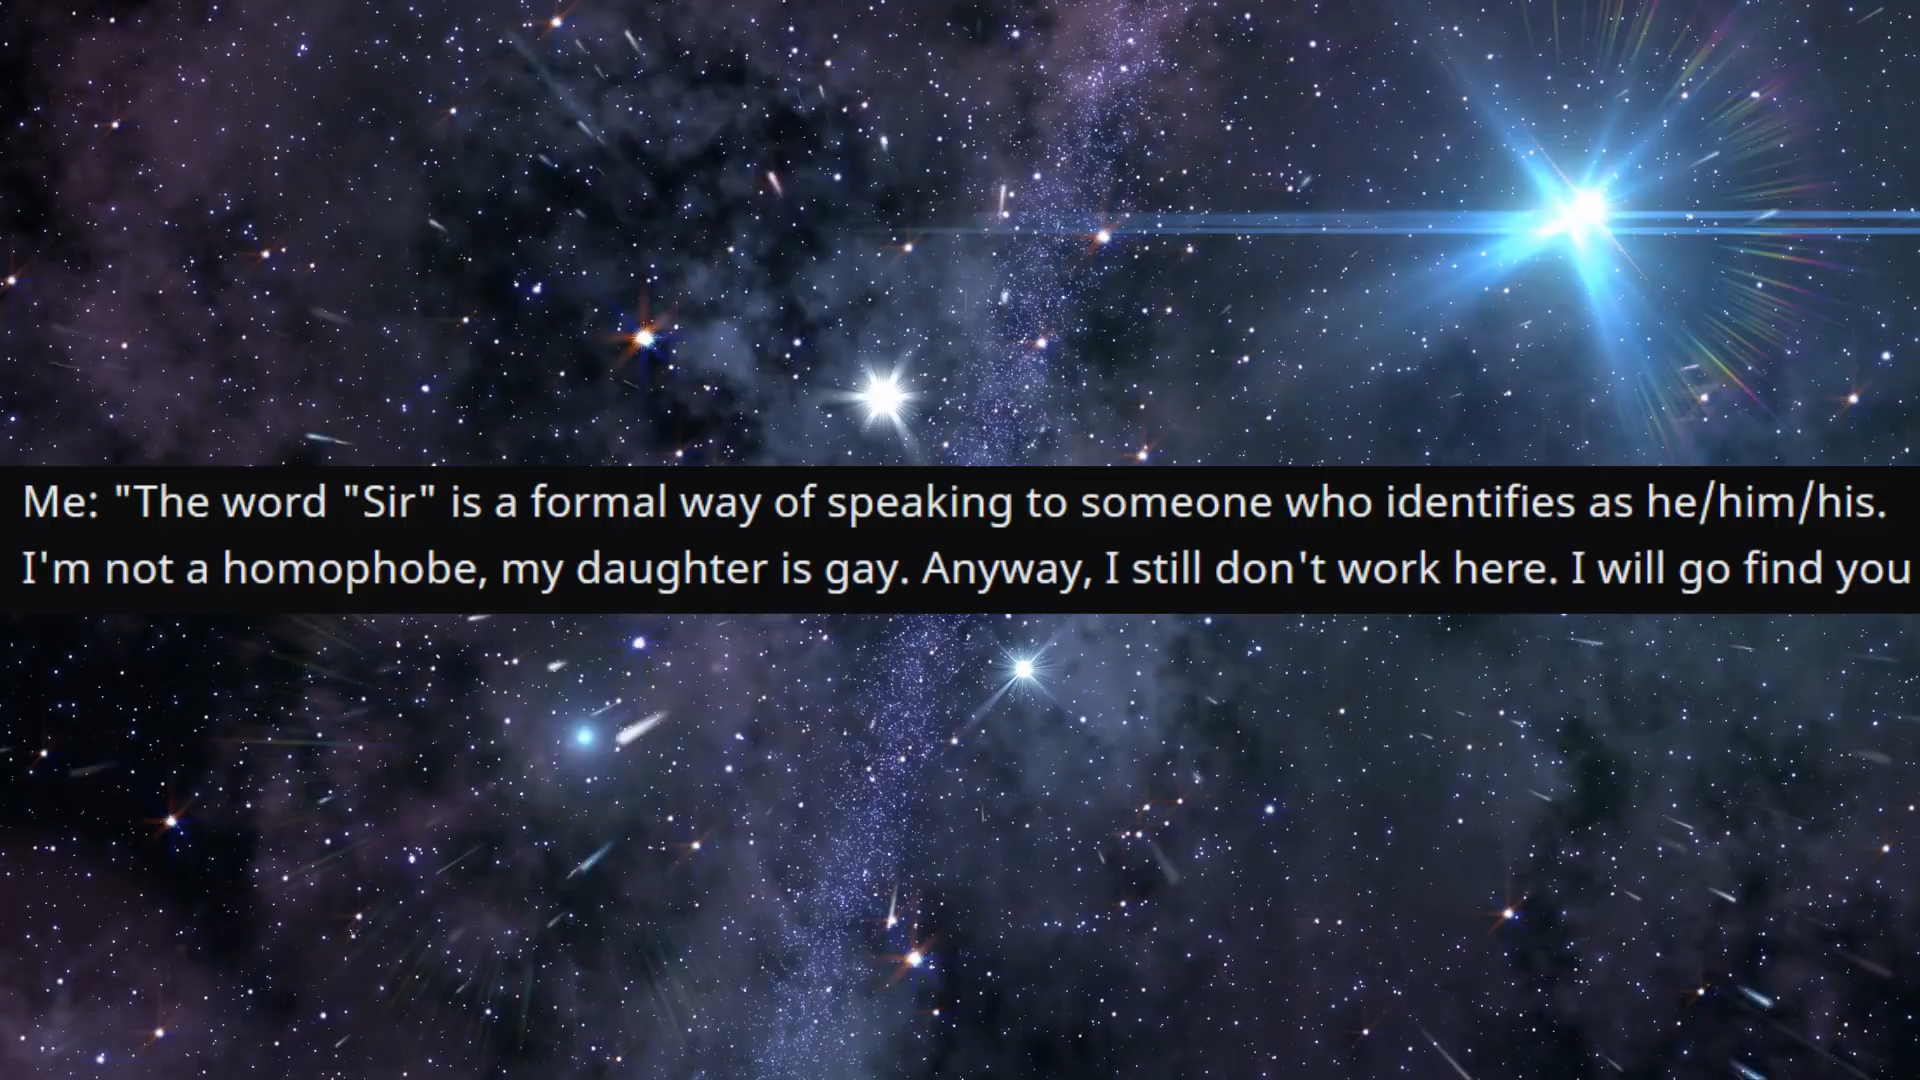 Me: "The word "Sir" is a formal way of speaking to someone who identifies as he/him/his.
I'm not a homophobe, my daughter is gay. Anyway, I still don't work here. I will go find you